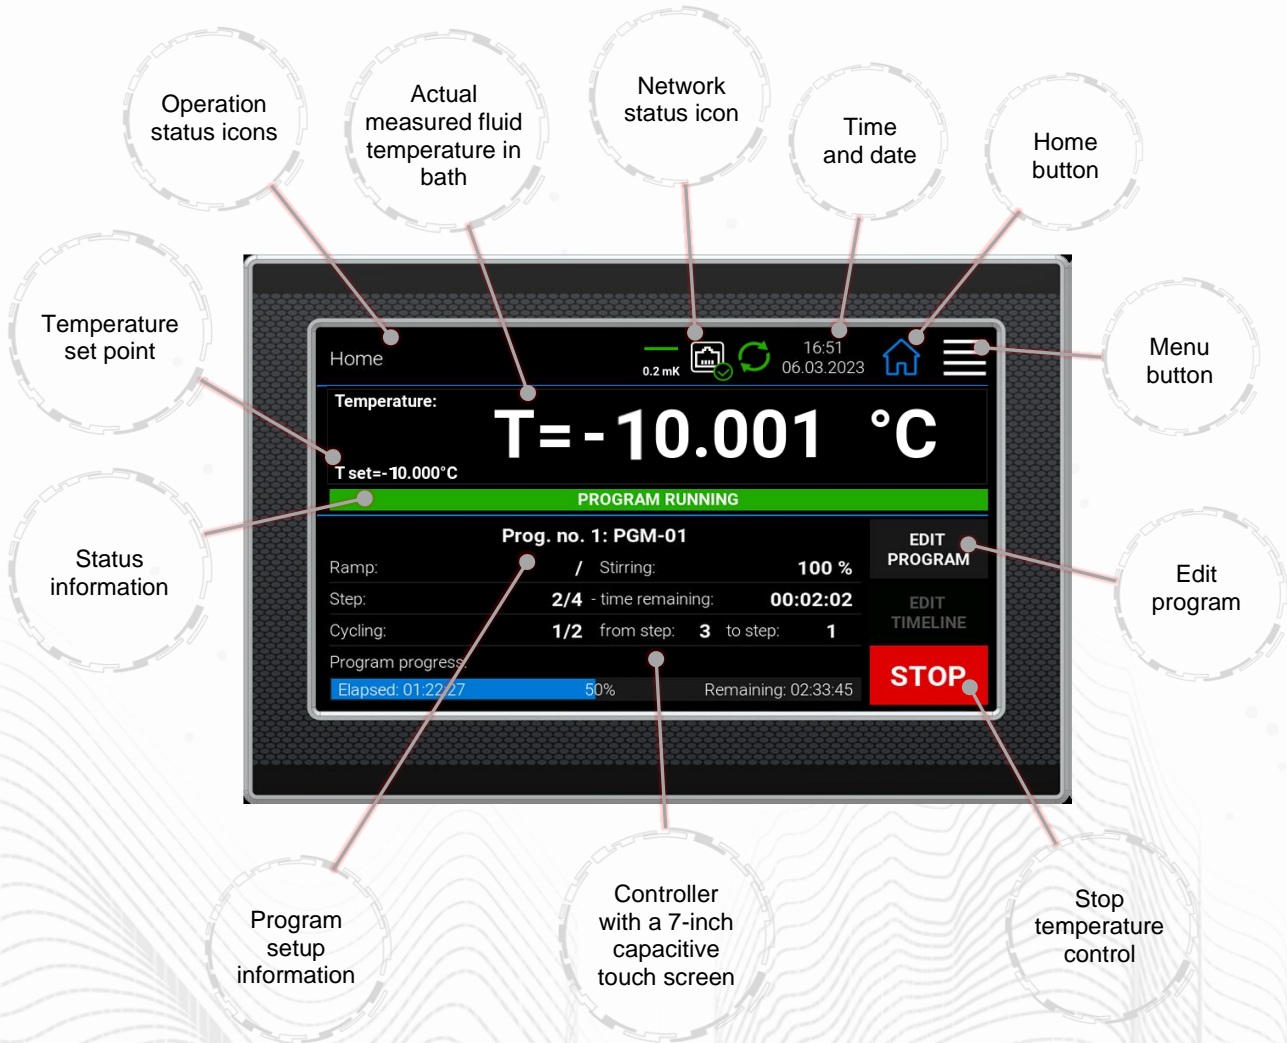 Operation
status icons
Actual
measured fluid
temperature in
bath
Network
status icon
Time
and date
Home
button
Temperature
set point
Menu
button
Home
0.2 mK
16:51
06.03.2023
Temperature:
T=-10.001 °C
T set=-10.000°C
PROGRAM RUNNING
Status
information
Prog. no. 1: PGM-01
EDIT
PROGRAM
Ramp: / Stirring: 100 %
Step: 2/4 - time remaining: 00:02:02
EDIT
TIMELINE
Cycling: 1/2 from step: 3 to step: 1
Program progress:
Elapsed: 01:22:27 50% Remaining: 02:33:45
STOP
Edit
program
Program
setup
information
Controller
with a 7-inch
capacitive
touch screen
Stop
temperature
control